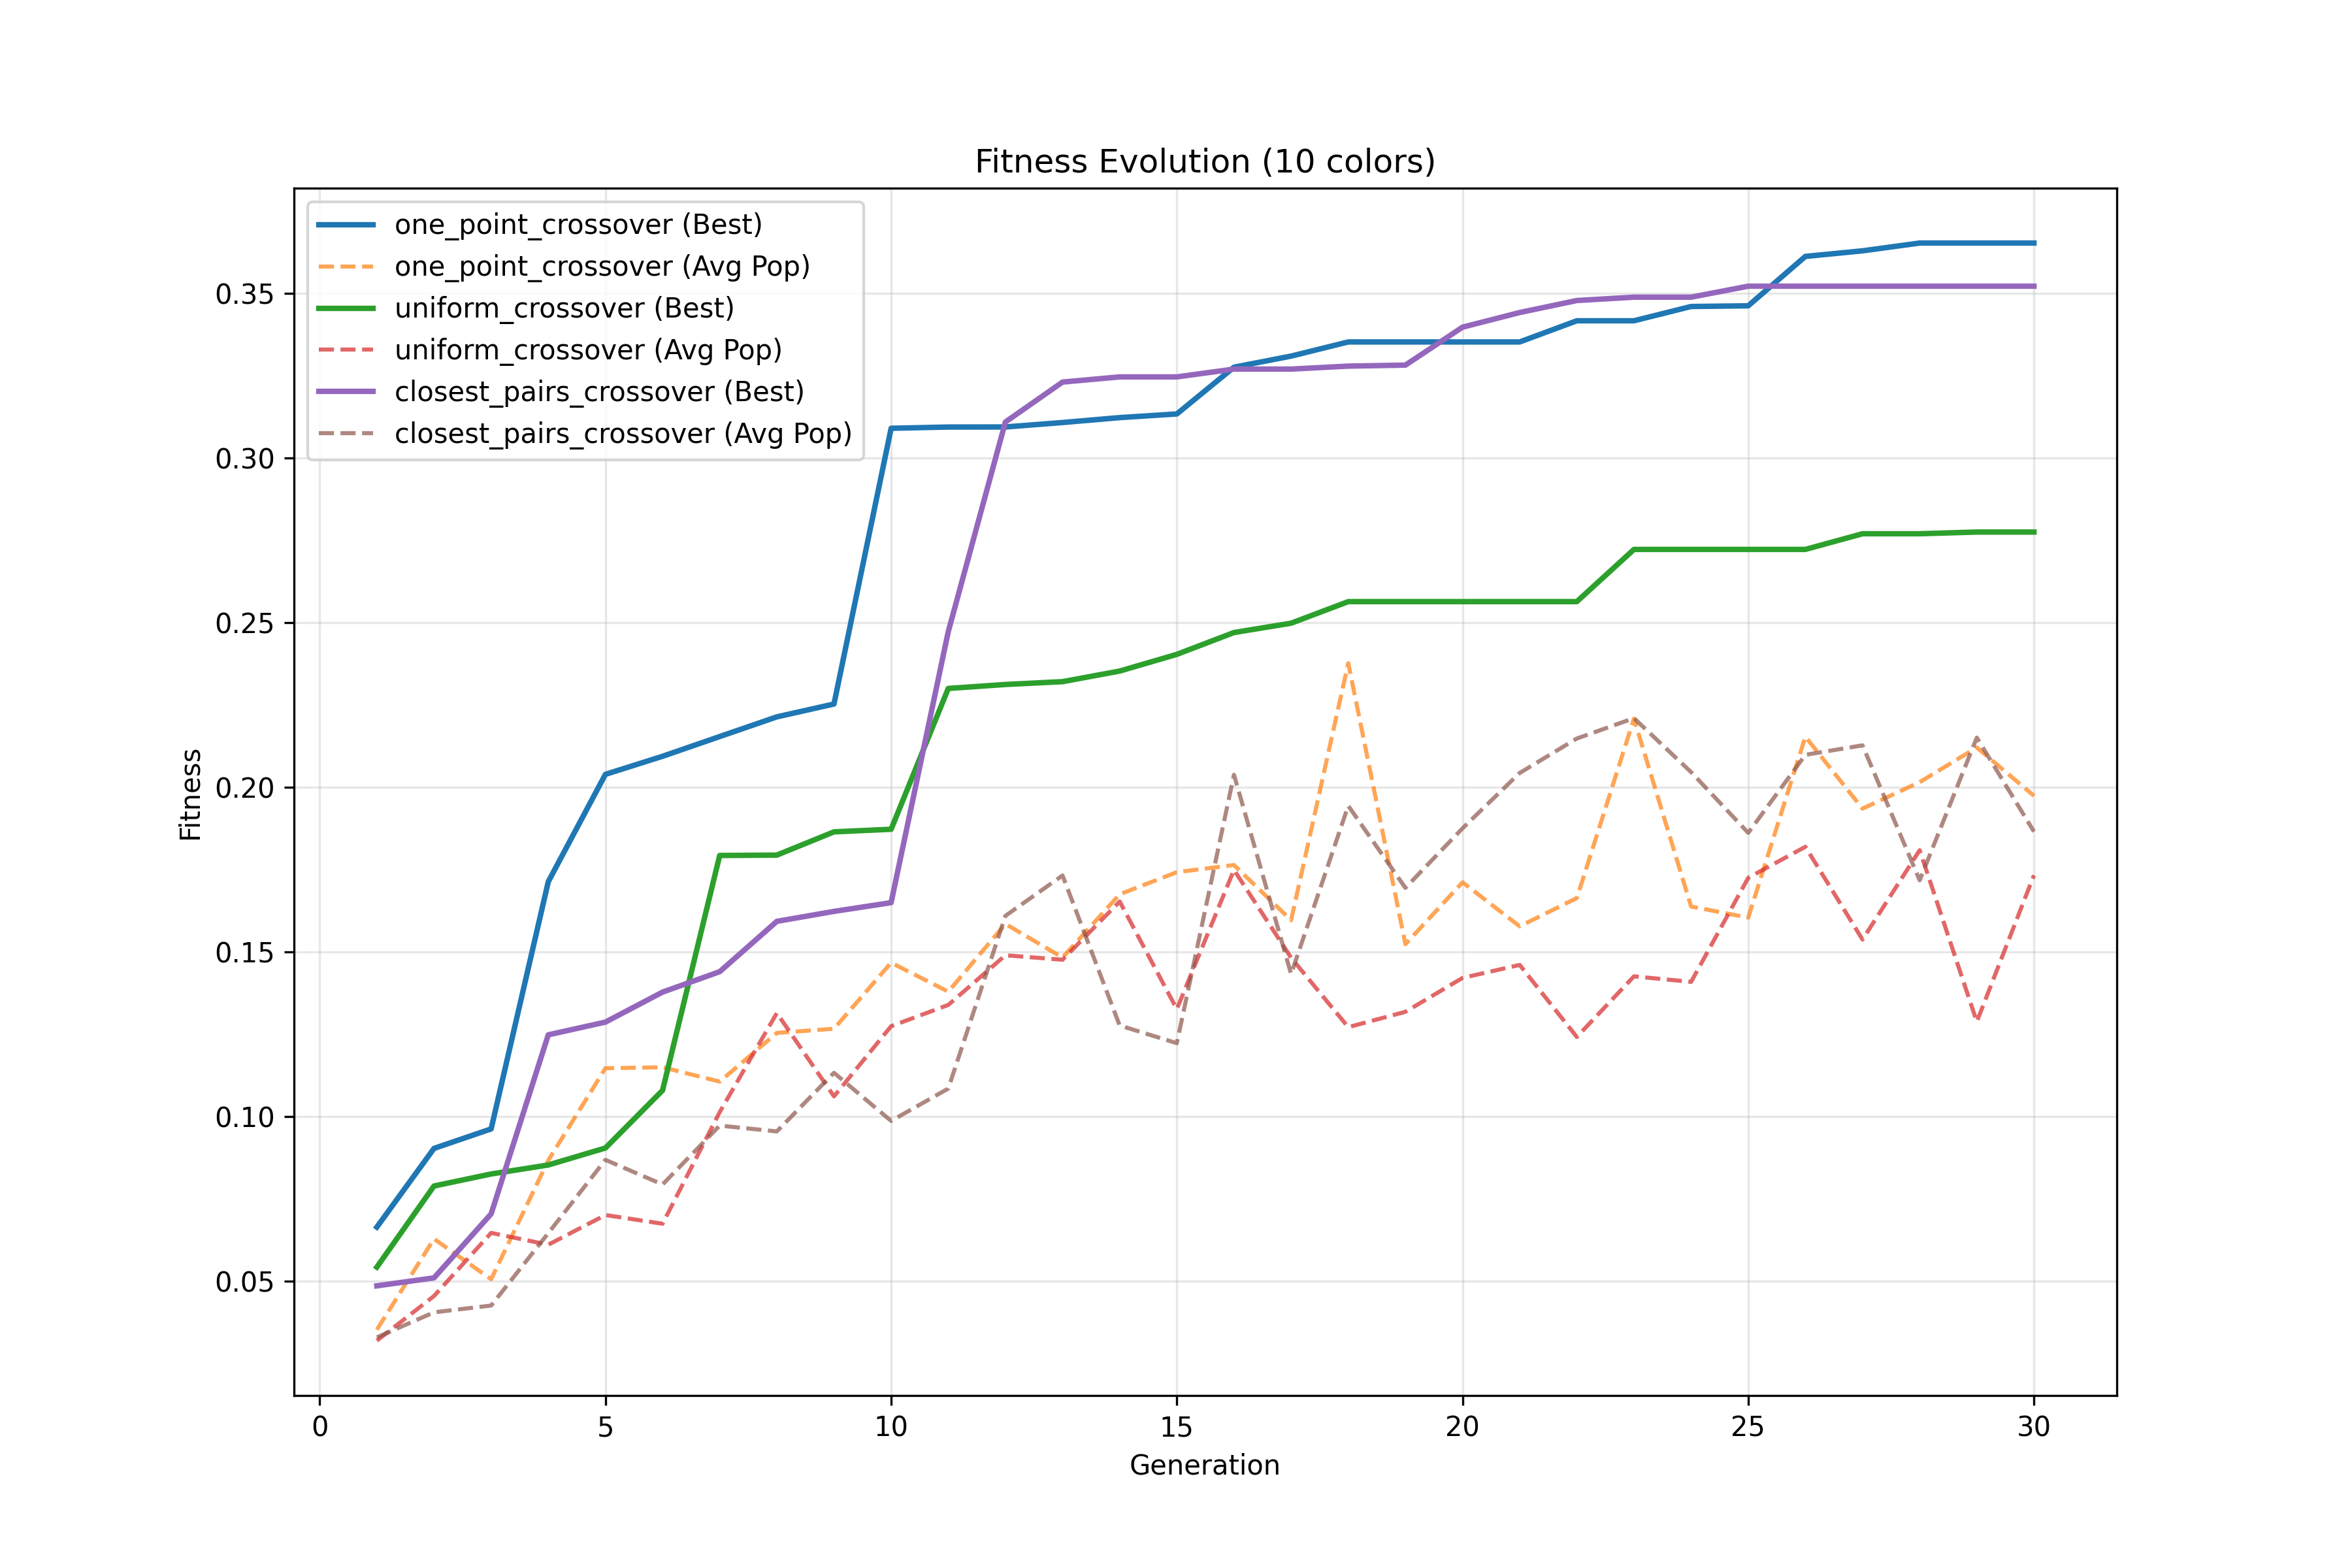 Fitness Evolution (10 colors)
one_point_crossover (Best)
one_point_crossover (Avg Pop)
uniform_crossover (Best)
uniform_crossover (Avg Pop)
closest_pairs_crossover (Best)
closest_pairs_crossover (Avg Pop)
0.35
0.30
0.25
0.20
0.15
0.10
0.05
Fitness
0 5 10 15 20 25 30
Generation